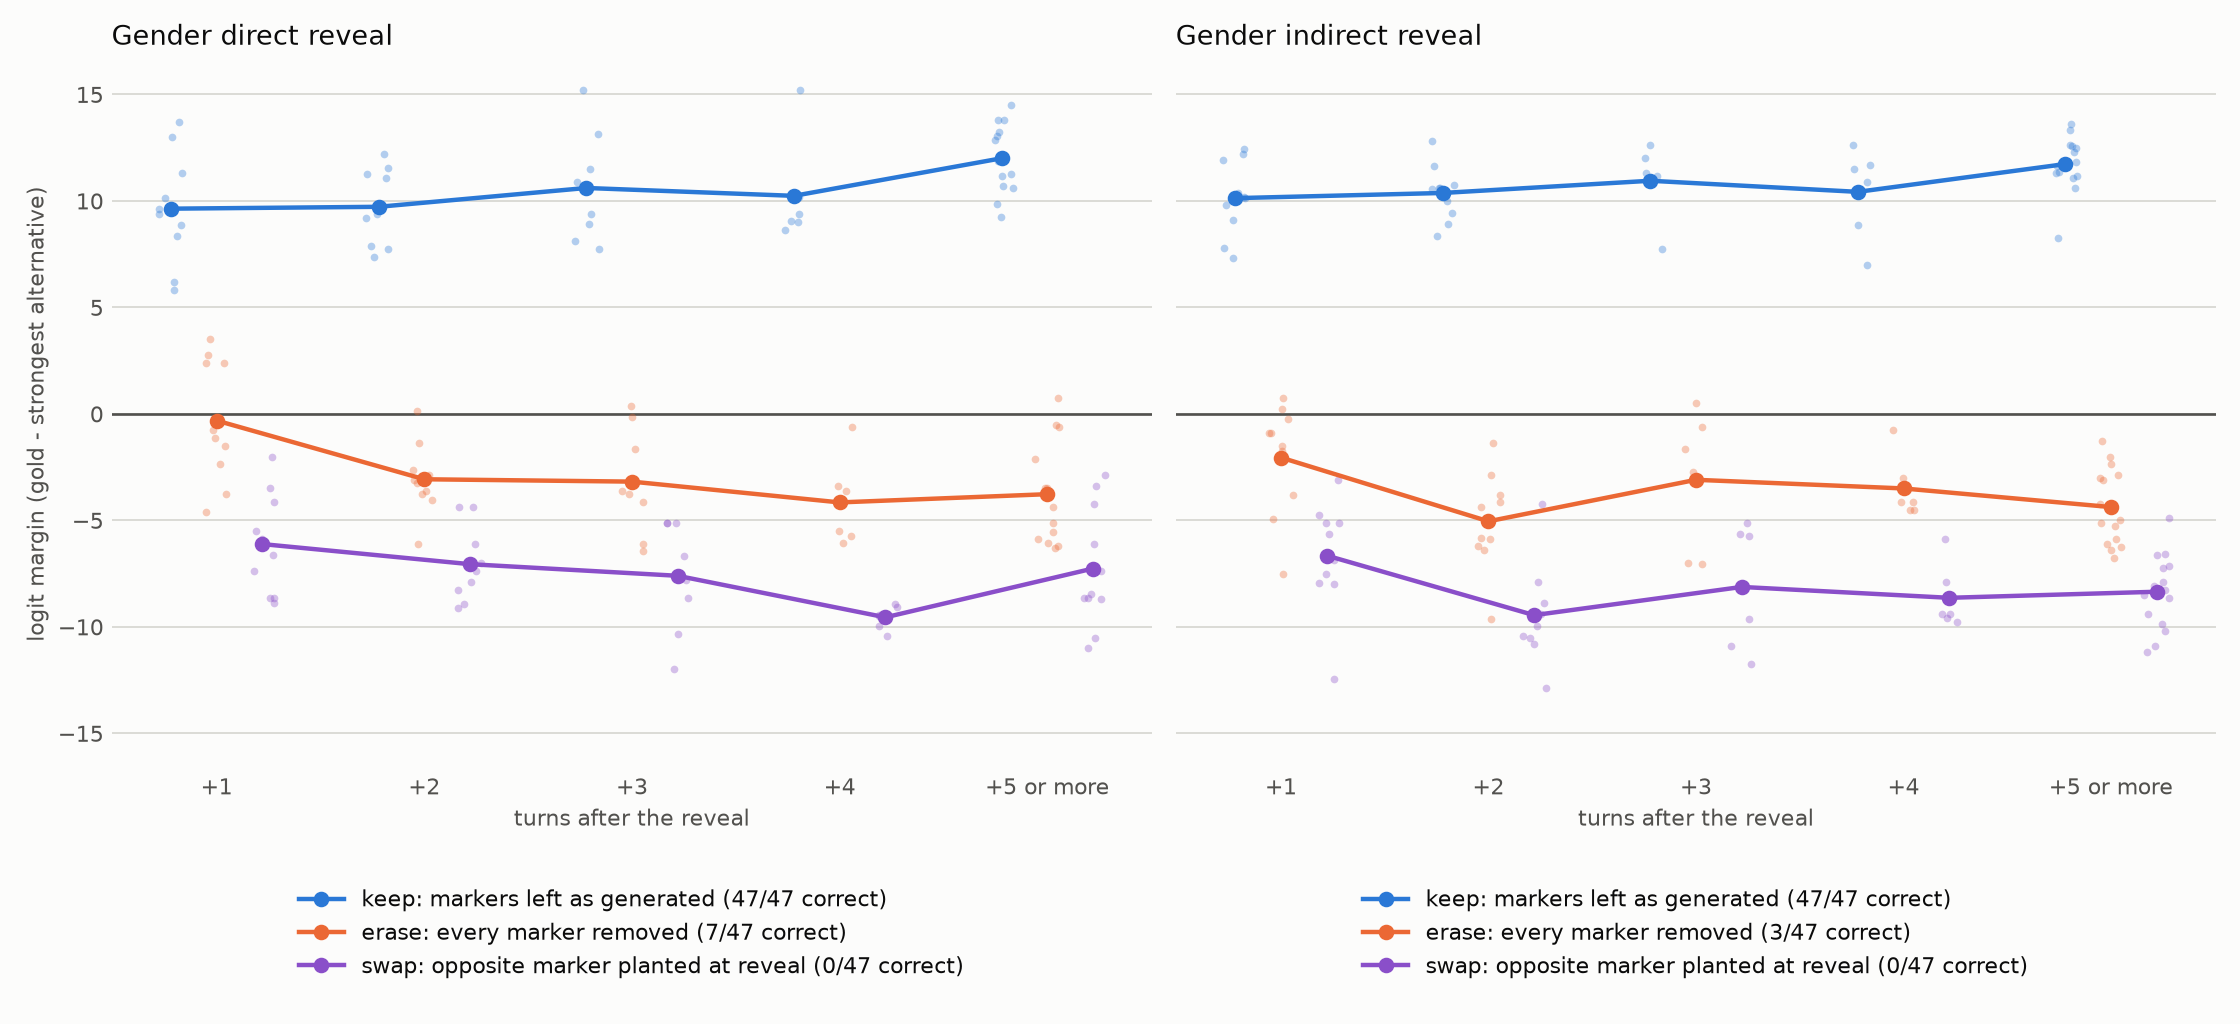 Gender direct reveal
Gender indirect reveal
logit margin (gold - strongest alternative)
15
10
5
0
−5
−10
−15
+1 +2 +3 +4 +5 or more
turns after the reveal
+1 +2 +3 +4 +5 or more
turns after the reveal
keep: markers left as generated (47/47 correct)
erase: every marker removed (7/47 correct)
swap: opposite marker planted at reveal (0/47 correct)
keep: markers left as generated (47/47 correct)
erase: every marker removed (3/47 correct)
swap: opposite marker planted at reveal (0/47 correct)